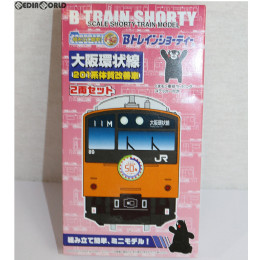 PEDIAWORLD
B TRAIN SHORTY
SCALE SHORTY TRAIN MODEL
Bトレインショーティー
大阪環状線
201系体質改善車
2両セット
11M
大阪環状線
JR
組み立て簡単、ミニモデル!